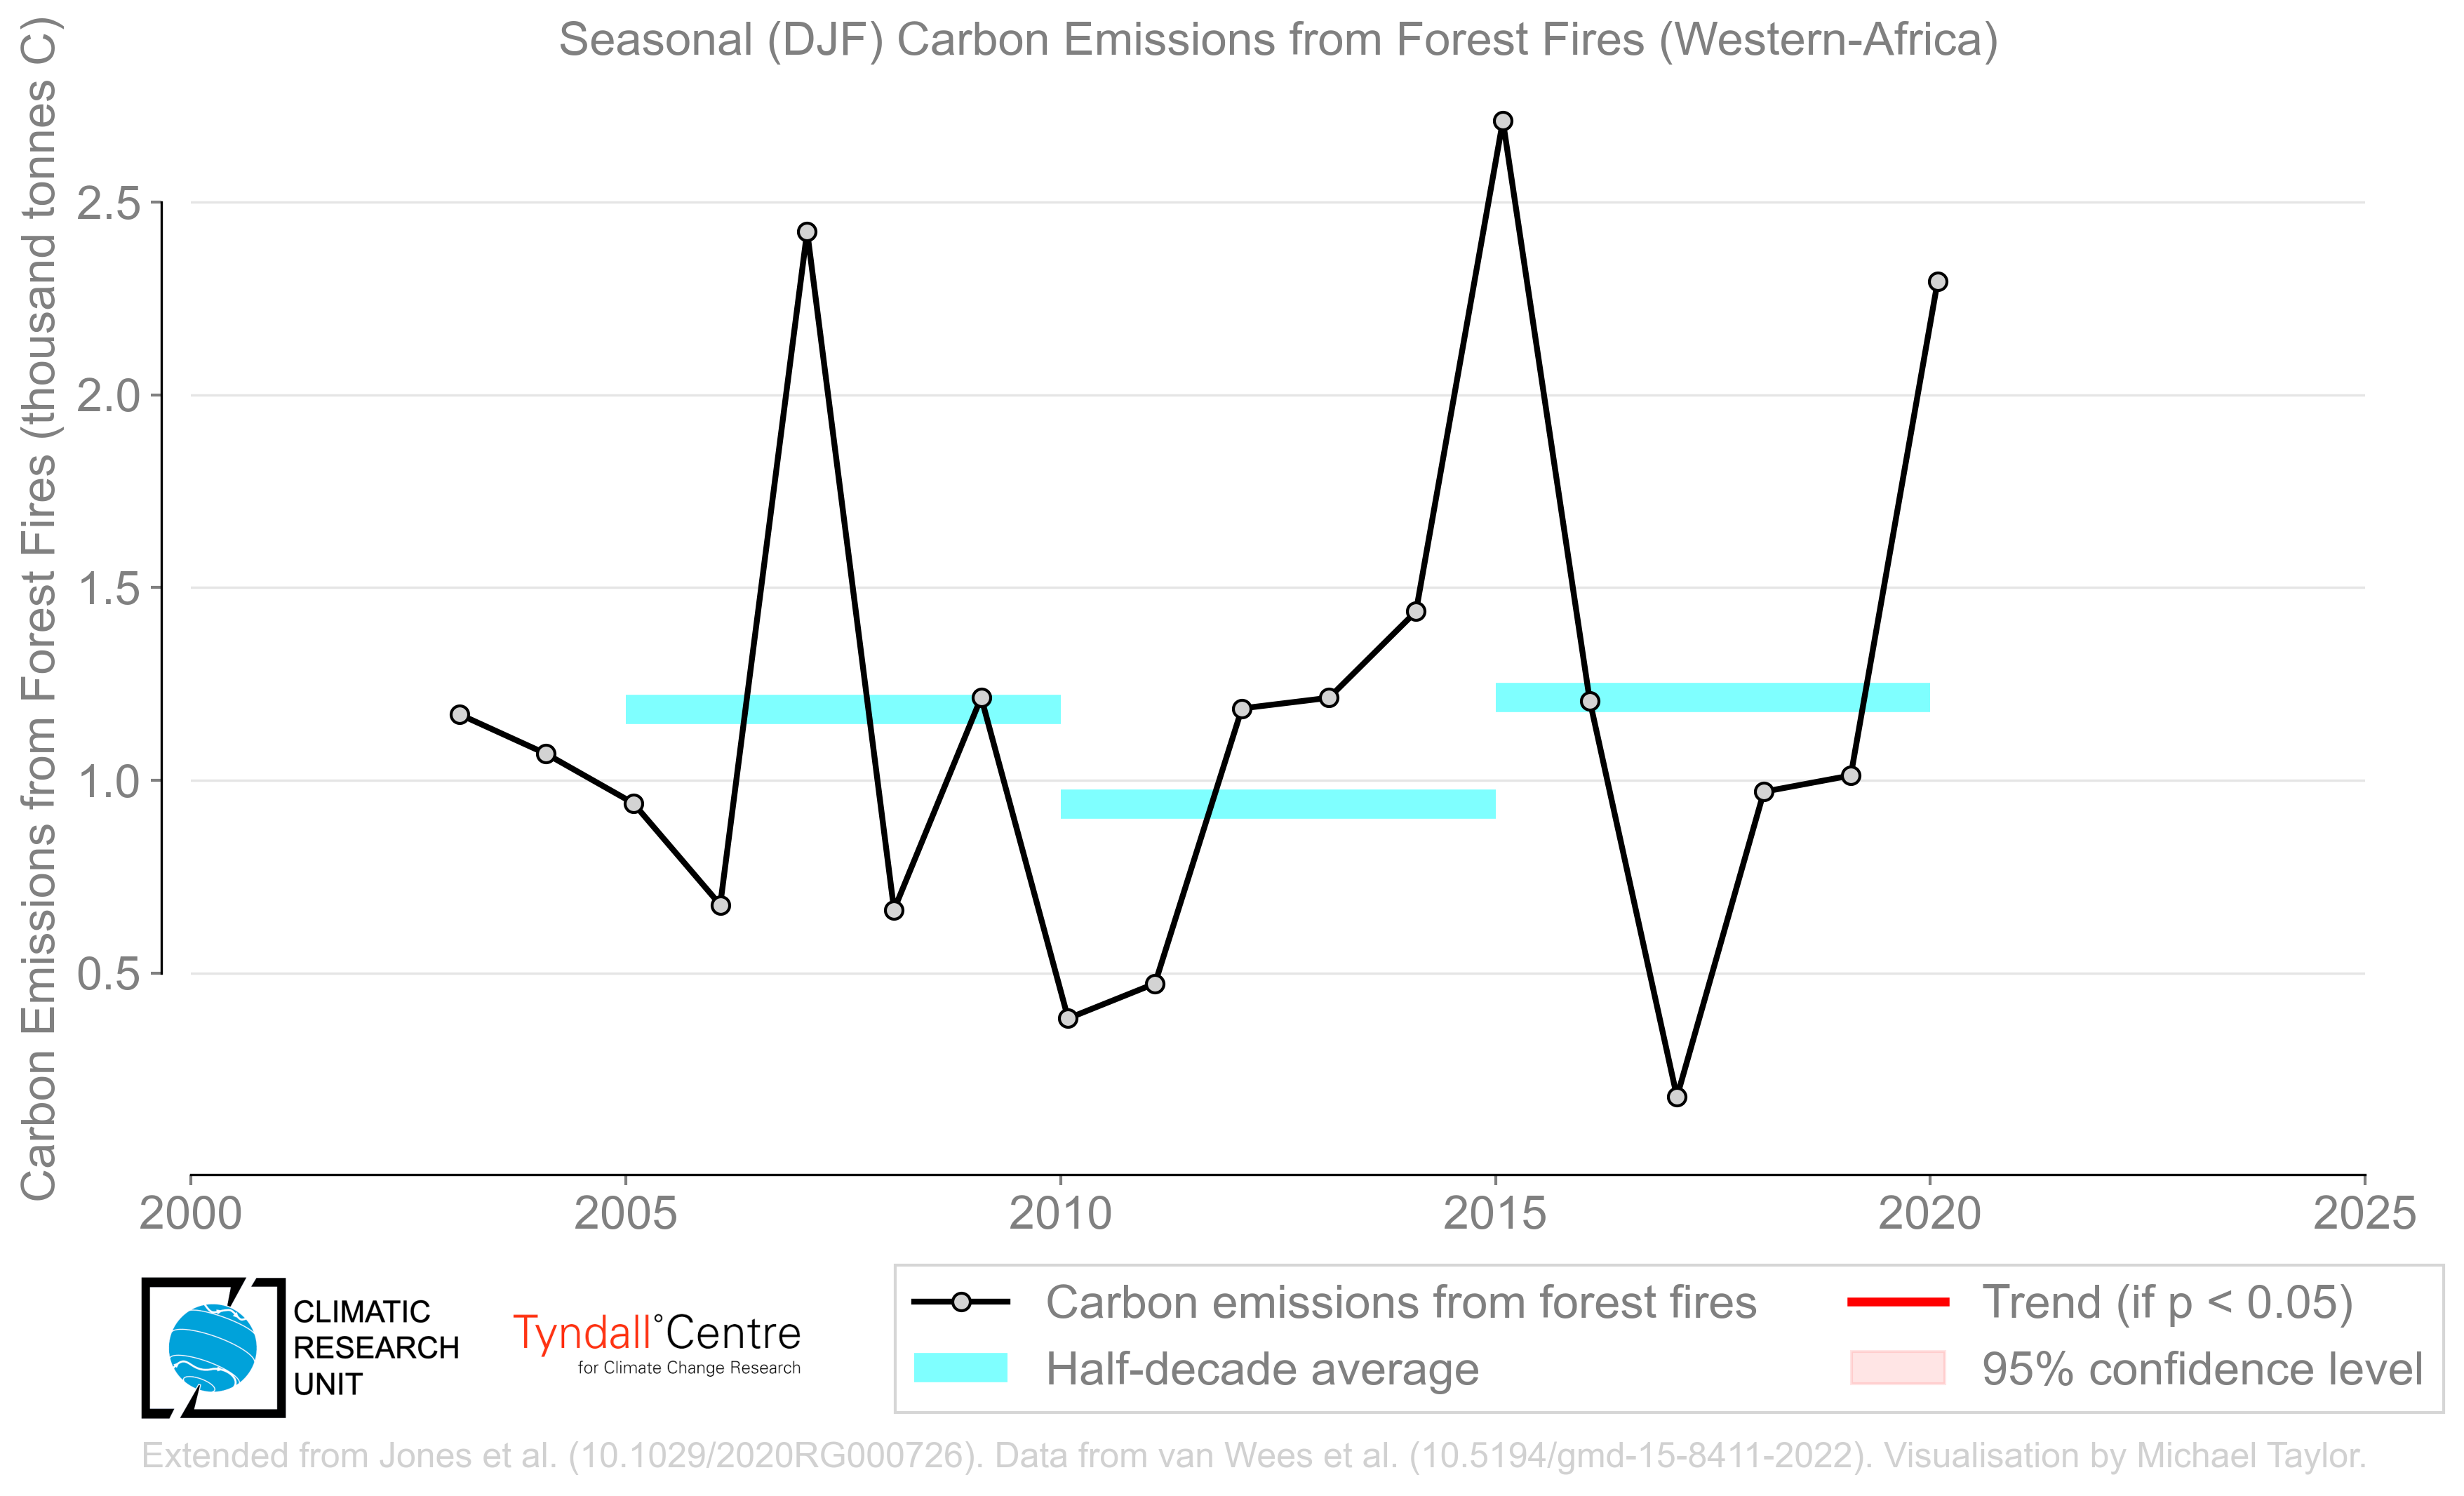 Seasonal (DJF) Carbon Emissions from Forest Fires (Western-Africa)
Carbon Emissions from Forest Fires (thousand tonnes C)
2.5
2.0
1.5
1.0
0.5
2000 2005 2010 2015 2020 2025
CLIMATIC
RESEARCH
UNIT
Tyndall°Centre
for Climate Change Research
Carbon emissions from forest fires
Half-decade average
Trend (if p < 0.05)
95% confidence level
Extended from Jones et al. (10.1029/2020RG000726). Data from van Wees et al. (10.5194/gmd-15-8411-2022). Visualisation by Michael Taylor.